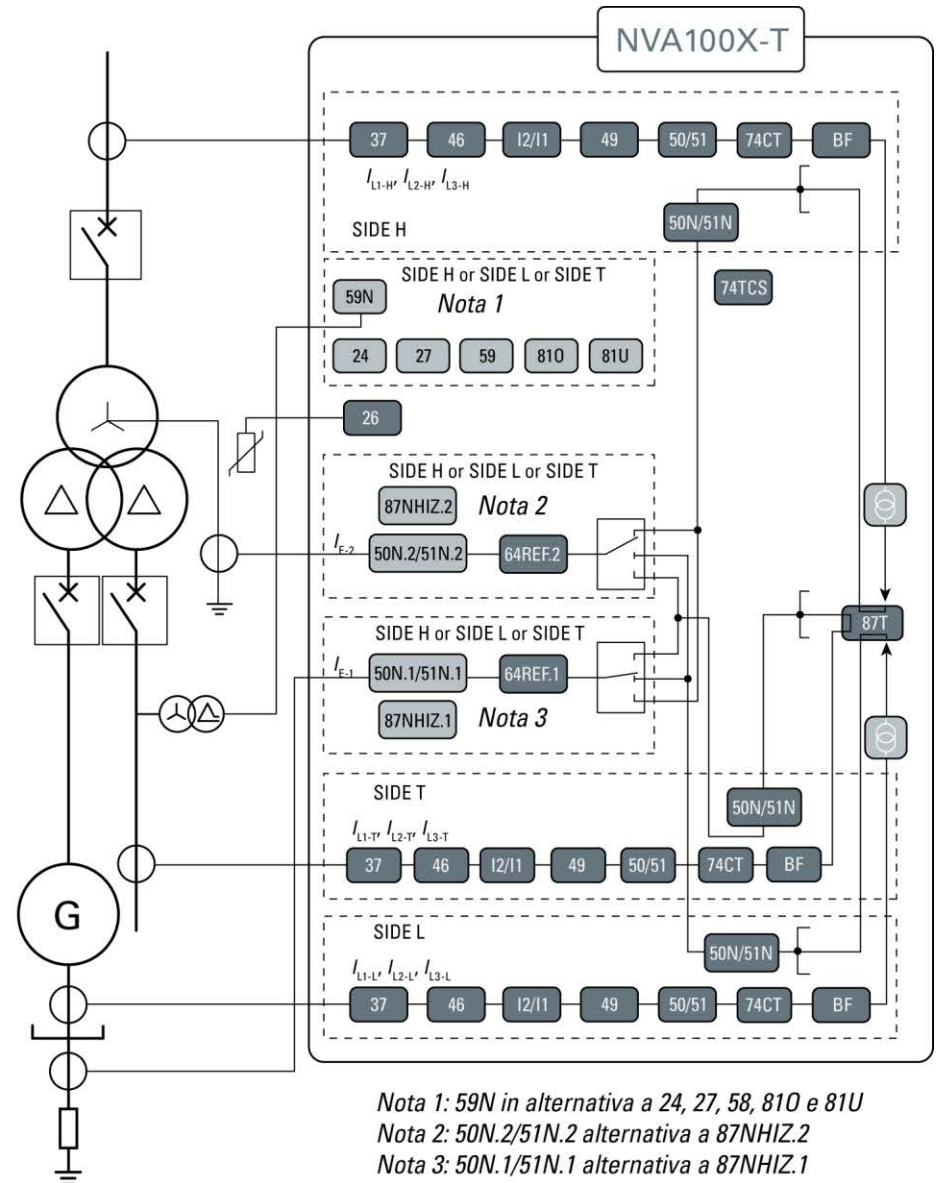 NVA100X-T
37 46 I2/I1 49 50/51 74CT BF
IL1-H, IL2-H, IL3-H
50N/51N
SIDE H
SIDE H or SIDE L or SIDE T
59N
Nota 1
74TCS
24 27 59 81O 81U
26
SIDE H or SIDE L or SIDE T
87NHIZ.2 Nota 2
IE-2 50N.2/51N.2 64REF.2
87T
SIDE H or SIDE L or SIDE T
IE-1 50N.1/51N.1 64REF.1
87NHIZ.1 Nota 3
SIDE T
50N/51N
IL1-T, IL2-T, IL3-T
37 46 I2/I1 49 50/51 74CT BF
G
SIDE L
50N/51N
IL1-L, IL2-L, IL3-L
37 46 I2/I1 49 50/51 74CT BF
Nota 1: 59N in alternativa a 24, 27, 58, 81O e 81U
Nota 2: 50N.2/51N.2 alternativa a 87NHIZ.2
Nota 3: 50N.1/51N.1 alternativa a 87NHIZ.1